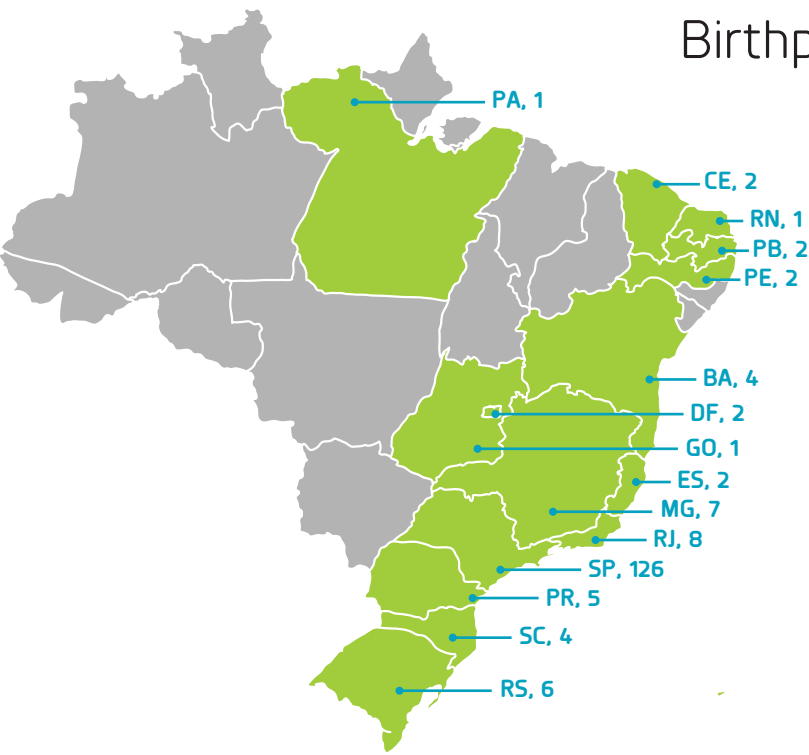 Birthp
PA, 1
CE, 2
RN, 1
PB, 2
PE, 2
BA, 4
DF, 2
GO, 1
ES, 2
MG, 7
RJ, 8
SP, 126
PR, 5
SC, 4
RS, 6